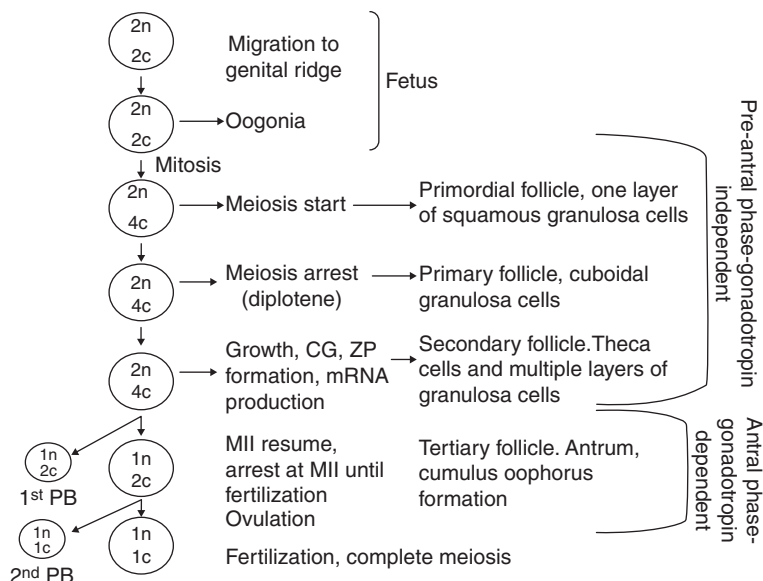 2n
2c
Migration to
genital ridge
Fetus
2n
2c
Oogonia
Mitosis
2n
4c
Meiosis start
Primordial follicle, one layer
of squamous granulosa cells
2n
4c
Meiosis arrest
(diplotene)
Primary follicle, cuboidal
granulosa cells
2n
4c
Growth, CG, ZP
formation, mRNA
production
Secondary follicle.Theca
cells and multiple layers of
granulosa cells
Pre-antral phase-gonadotropin
independent
1n
2c
1st PB
1n
2c
MII resume,
arrest at MII until
fertilization
Ovulation
Tertiary follicle. Antrum,
cumulus oophorus
formation
Antral phase-
gonadotropin
dependent
1n
1c
2nd PB
1n
1c
Fertilization, complete meiosis